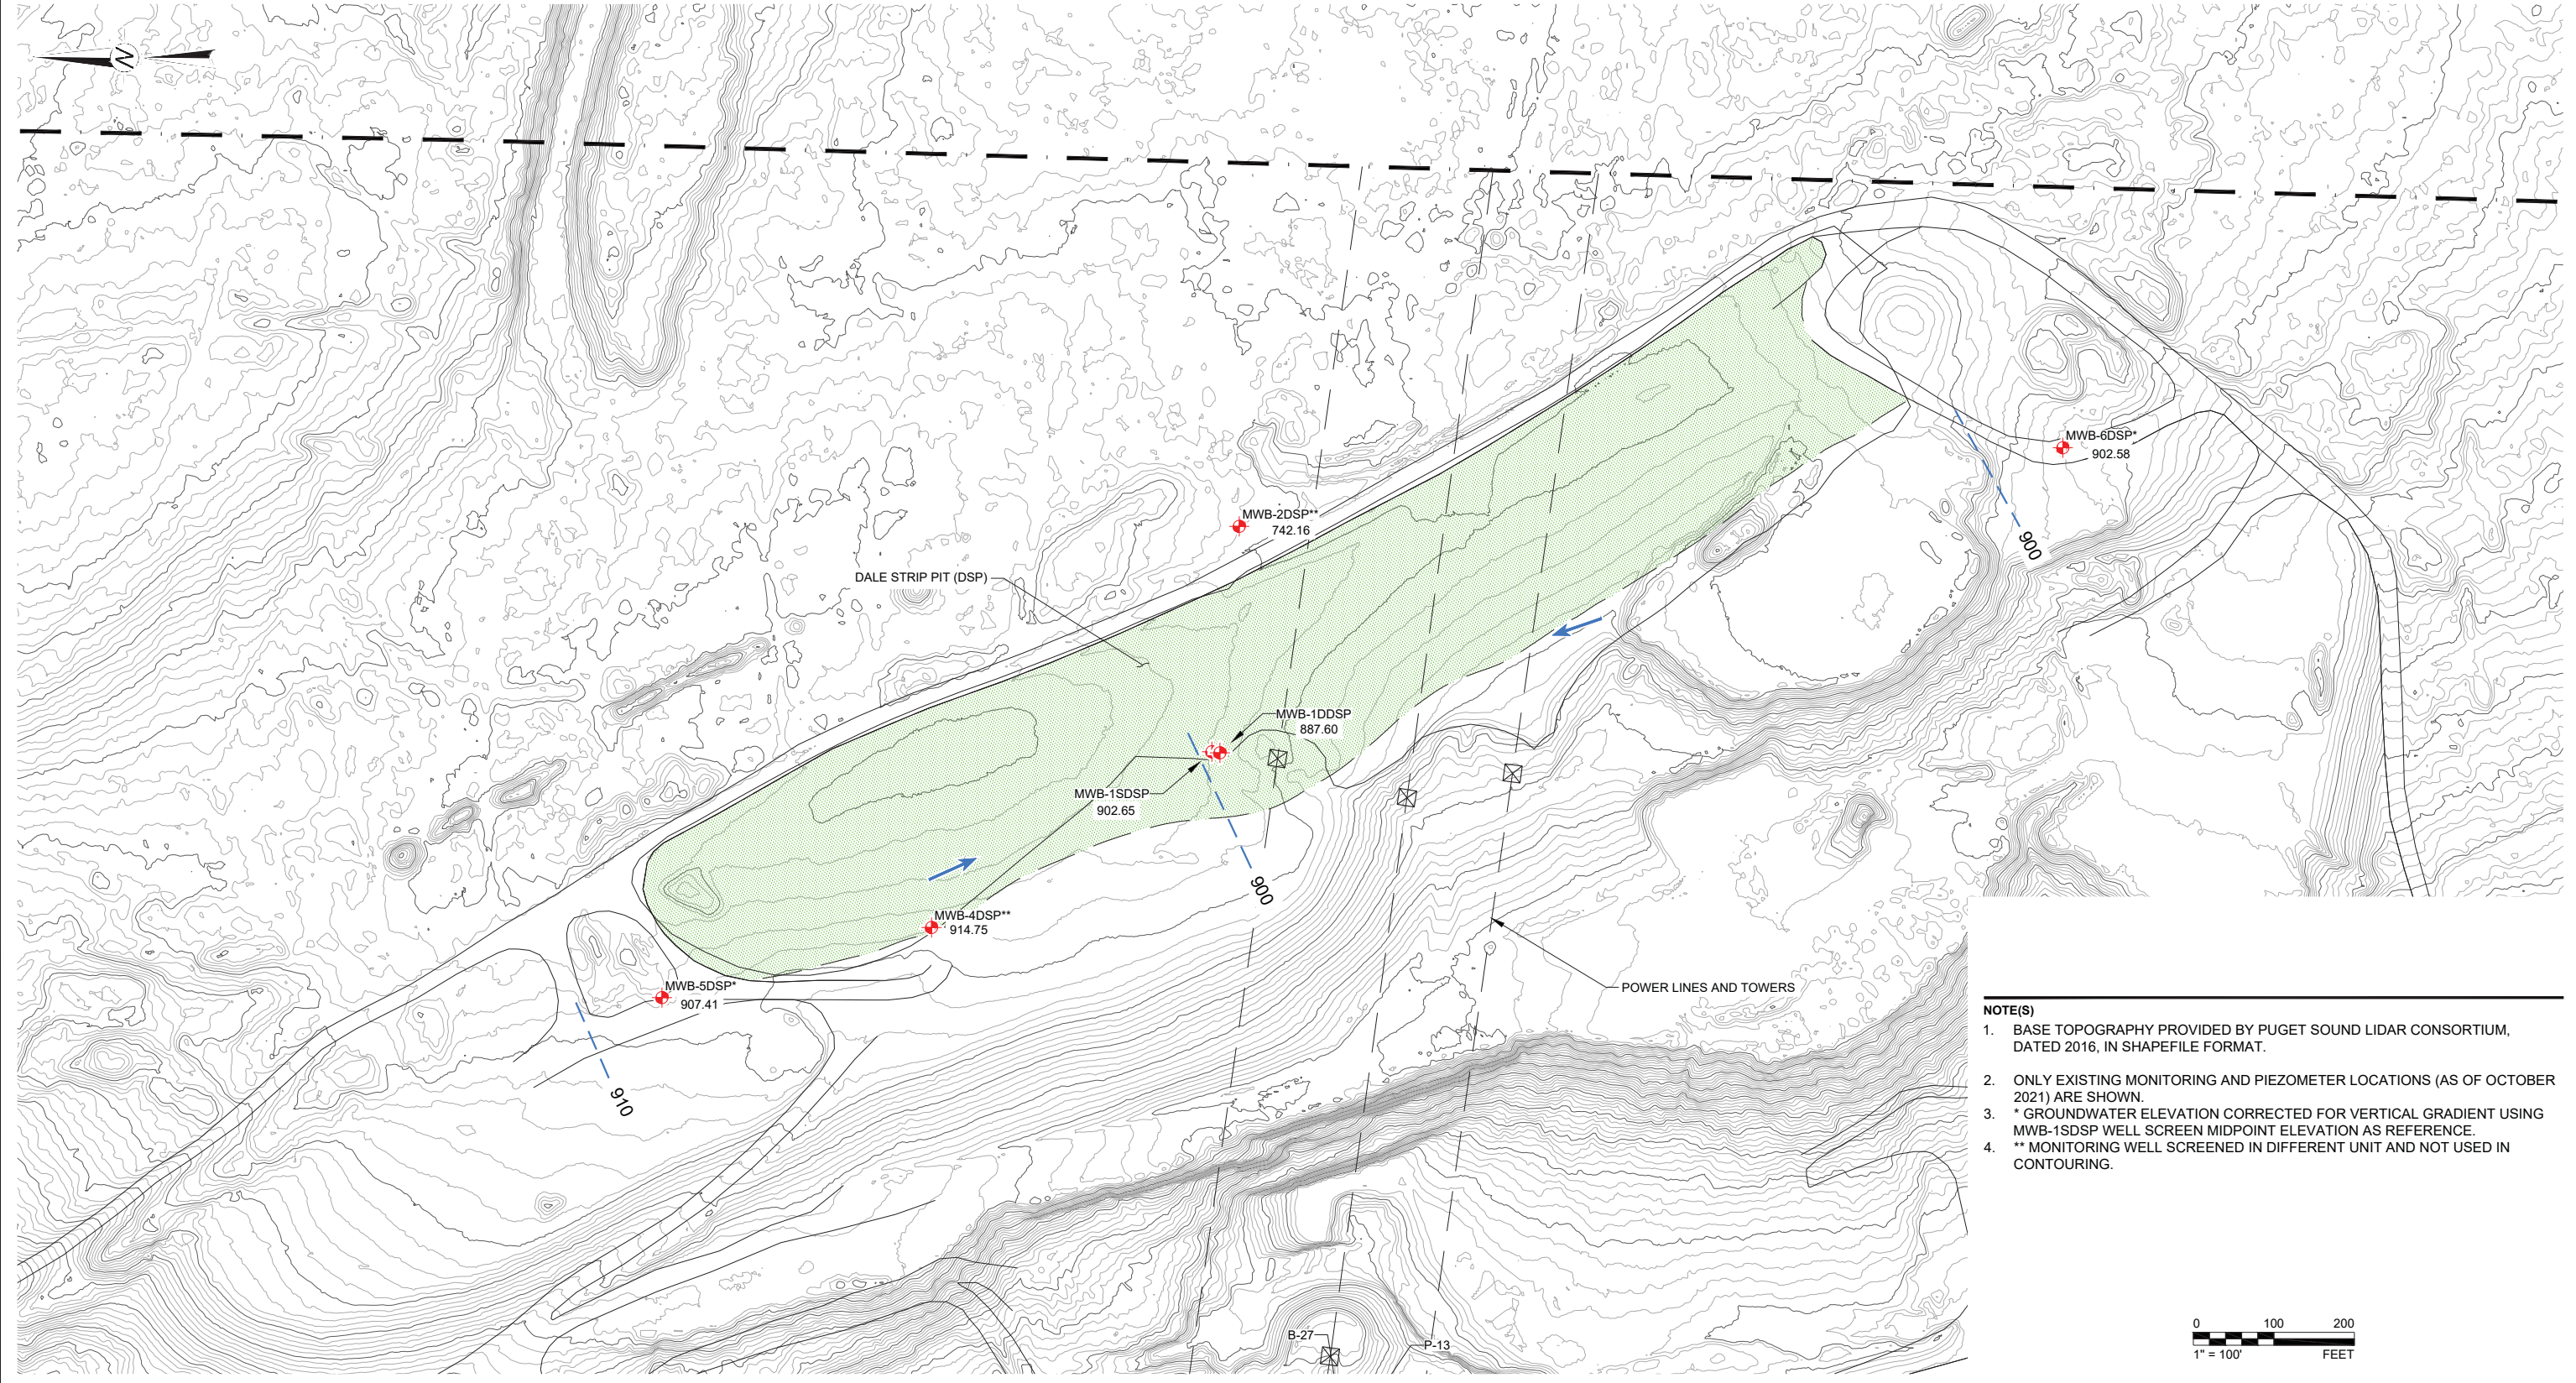 N
MWB-6DSP*
902.58
MWB-2DSP**
742.16
900
DALE STRIP PIT (DSP)
MWB-1DDSP
887.60
MWB-1SDSP
902.65
900
MWB-4DSP**
914.75
MWB-5DSP*
907.41
POWER LINES AND TOWERS
910
NOTE(S)
1. BASE TOPOGRAPHY PROVIDED BY PUGET SOUND LIDAR CONSORTIUM,
DATED 2016, IN SHAPEFILE FORMAT.
2. ONLY EXISTING MONITORING AND PIEZOMETER LOCATIONS (AS OF OCTOBER
2021) ARE SHOWN.
3. * GROUNDWATER ELEVATION CORRECTED FOR VERTICAL GRADIENT USING
MWB-1SDSP WELL SCREEN MIDPOINT ELEVATION AS REFERENCE.
4. ** MONITORING WELL SCREENED IN DIFFERENT UNIT AND NOT USED IN
CONTOURING.
B-27
P-13
0 100 200
1" = 100' FEET